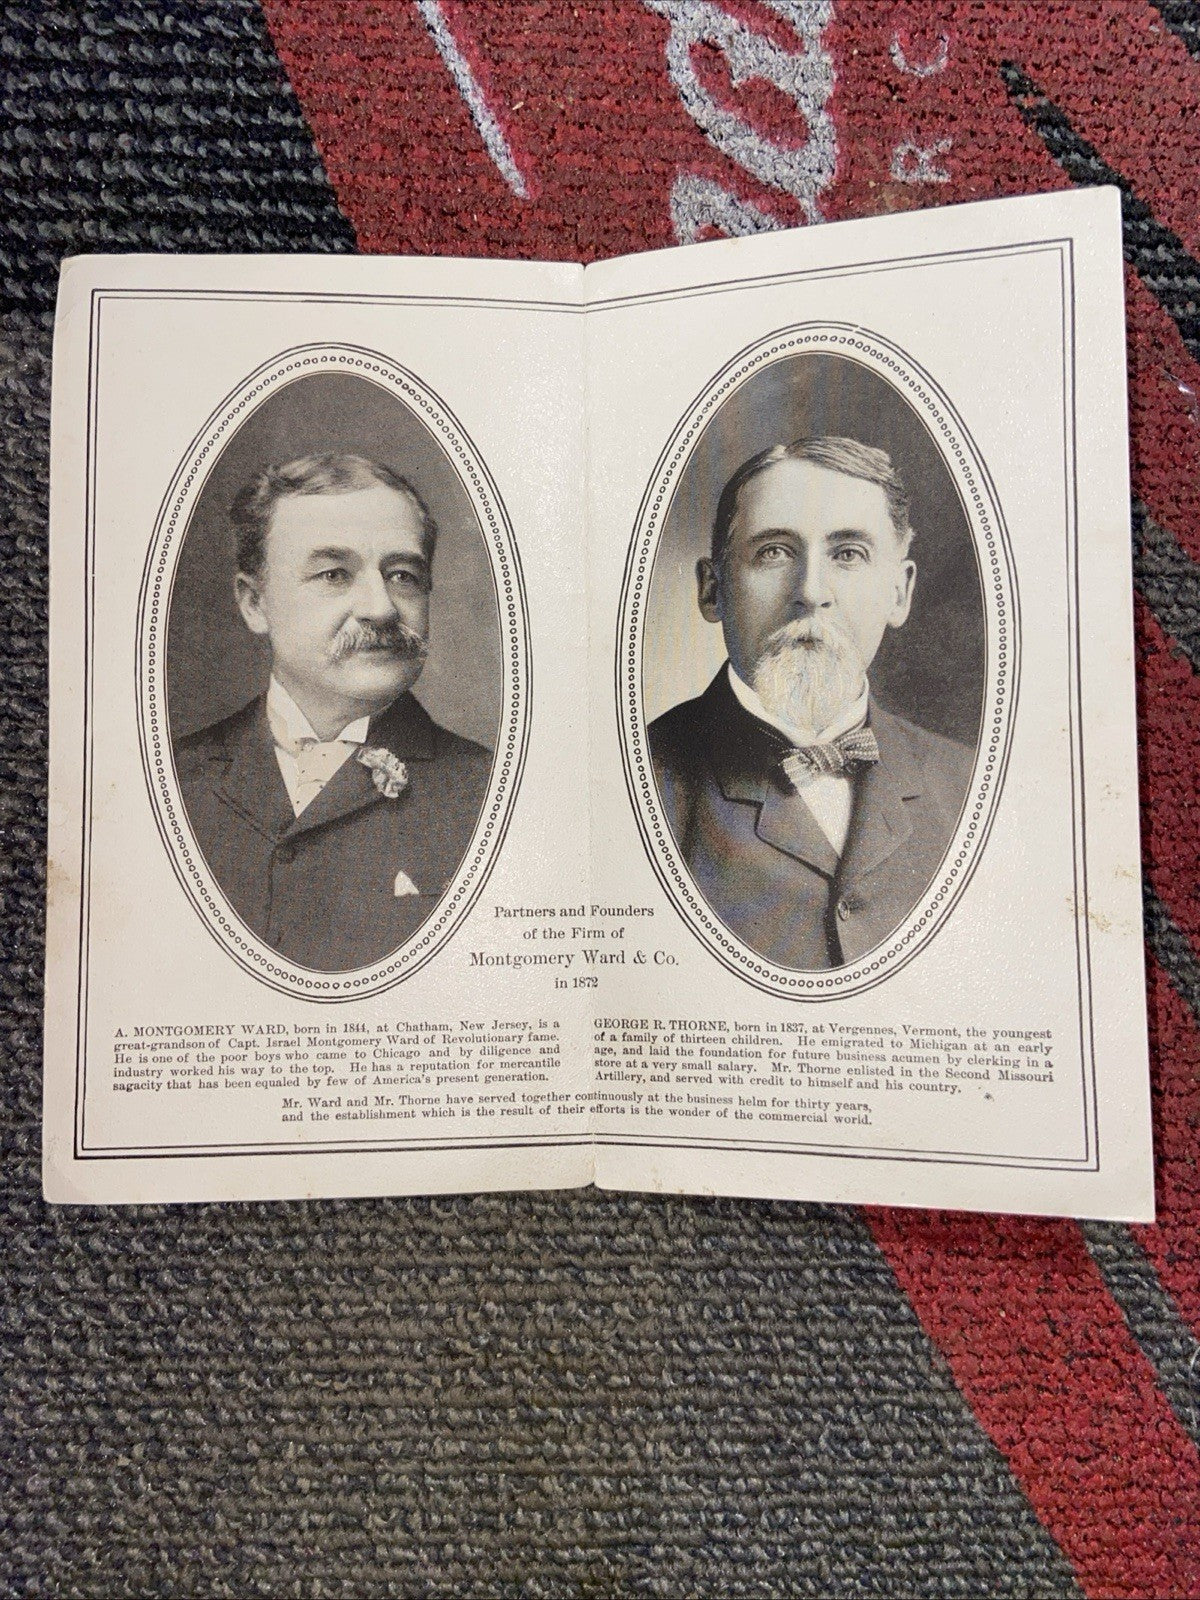 RC
Partners and Founders
of the Firm of
Montgomery Ward & Co.
in 1872
A. MONTGOMERY WARD, born in 1844, at Chatham, New Jersey, is a
great-grandson of Capt. Israel Montgomery Ward of Revolutionary fame.
He is one of the poor boys who came to Chicago and by diligence and
industry worked his way to the top. He has a reputation for mercantile
sagacity that has been equaled by few of America's present generation.
GEORGE R. THORNE, born in 1837, at Vergennes, Vermont, the youngest
of a family of thirteen children. He emigrated to Michigan at an early
age, and laid the foundation for future business acumen by clerking in a
store at a very small salary. Mr. Thorne enlisted in the Second Missouri
Artillery, and served with credit to himself and his country.
Mr. Ward and Mr. Thorne have served together continuously at the business helm for thirty years,
and the establishment which is the result of their efforts is the wonder of the commercial world.